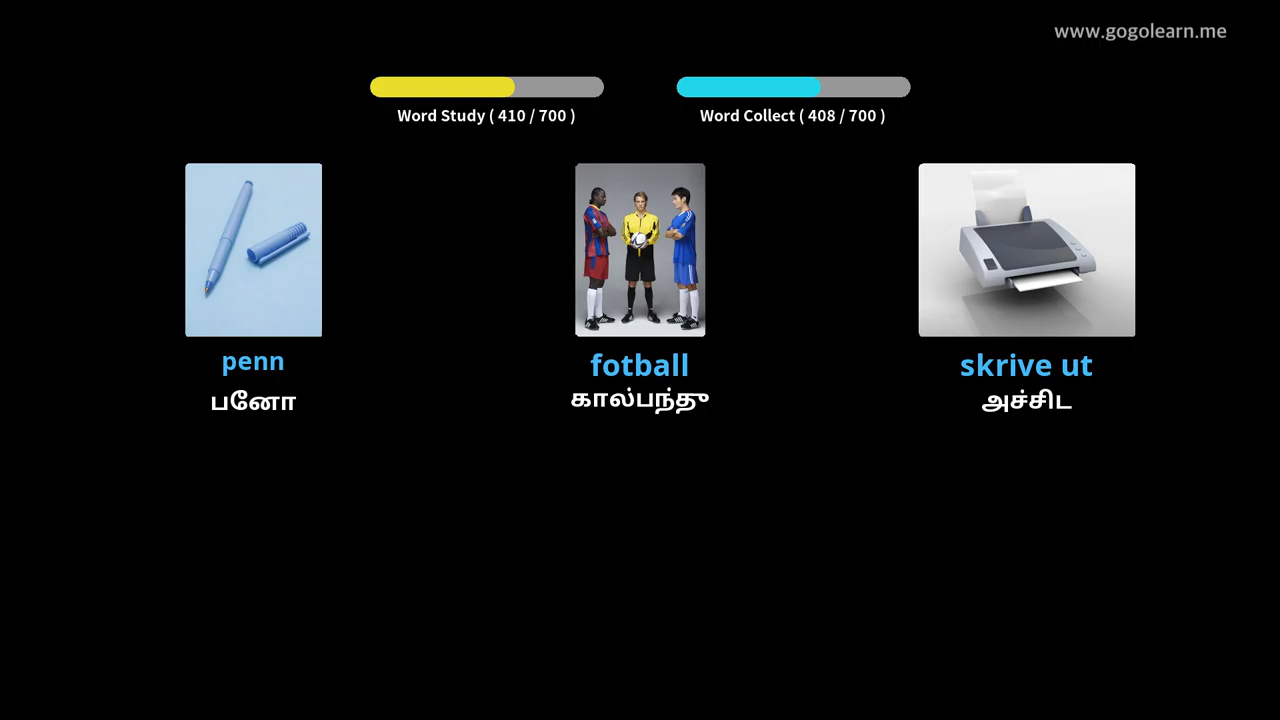 www.gogolearn.me
Word Study ( 410 / 700 )
Word Collect ( 408 / 700 )
penn
fotball
skrive ut
பனோ
கால்பந்து
அச்சிட